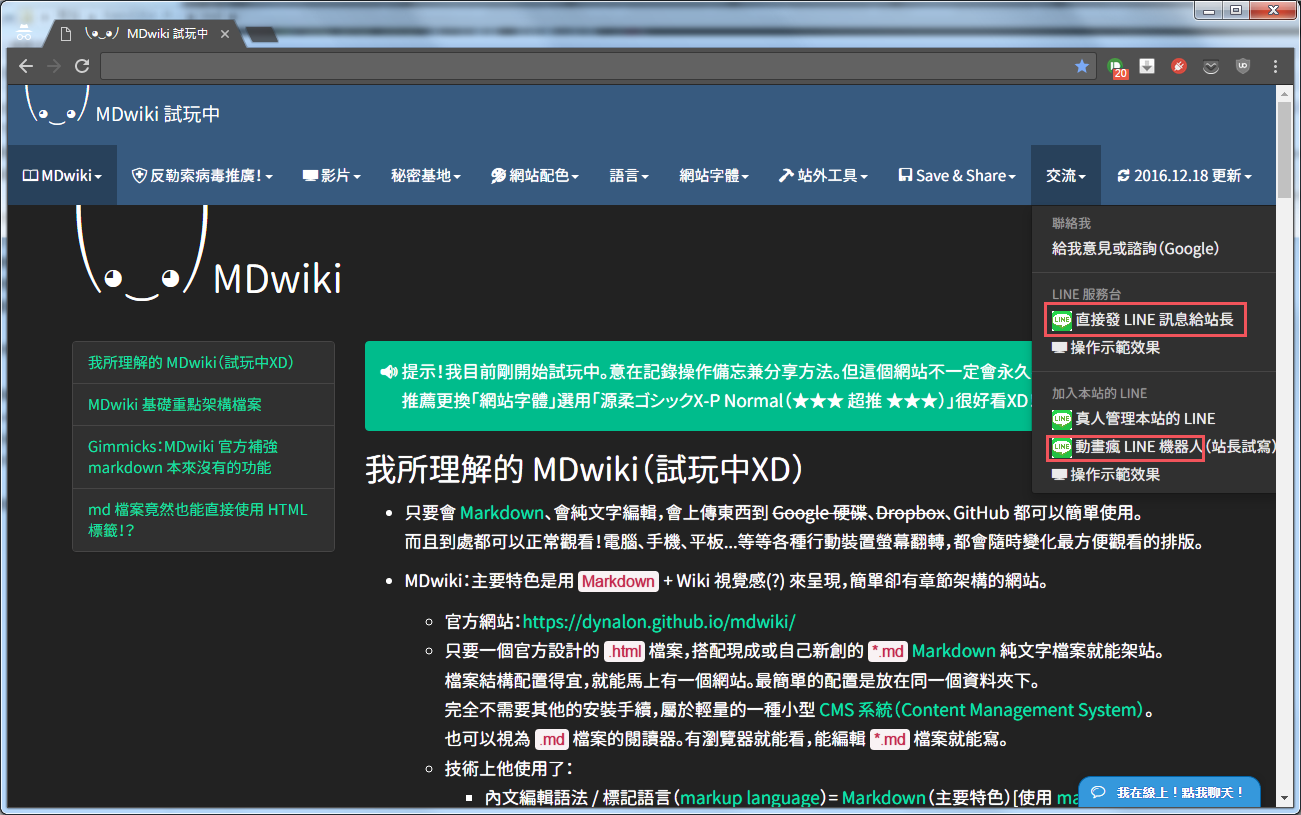 MDwiki 試玩中
20
MDwiki 試玩中
MDwiki
反勒索病毒推廣！
影片
秘密基地
網站配色
語言
網站字體
站外工具
Save & Share
交流
2016.12.18 更新
聯絡我
給我意見或諮詢（Google）
LINE 服務台
LINE 直接發 LINE 訊息給站長
操作示範效果
加入本站的 LINE
LINE 真人管理本站的 LINE
LINE 動畫瘋 LINE 機器人（站長試寫）
操作示範效果
MDwiki
我所理解的 MDwiki（試玩中XD）
MDwiki 基礎重點架構檔案
Gimmicks：MDwiki 官方補強
markdown 本來沒有的功能
md 檔案竟然也能直接使用 HTML
標籤！？
提示！我目前剛開始試玩中。意在記錄操作備忘兼分享方法。但這個網站不一定會永久
推薦更換「網站字體」選用「源柔ゴシックX-P Normal（★★★ 超推 ★★★）」很好看XD！
我所理解的 MDwiki（試玩中XD）
只要會 Markdown、會純文字編輯，會上傳東西到 Google 硬碟、Dropbox、GitHub 都可以簡單使用。
而且到處都可以正常觀看！電腦、手機、平板...等等各種行動裝置螢幕翻轉，都會隨時變化最方便觀看的排版。
MDwiki：主要特色是用 Markdown + Wiki 視覺感(?) 來呈現，簡單卻有章節架構的網站。
官方網站：https://dynalon.github.io/mdwiki/
只要一個官方設計的 .html 檔案，搭配現成或自己新創的 *.md Markdown 純文字檔案就能架站。
檔案結構配置得宜，就能馬上有一個網站。最簡單的配置是放在同一個資料夾下。
完全不需要其他的安裝手續，屬於輕量的一種小型 CMS 系統（Content Management System）。
也可以視為 .md 檔案的閱讀器。有瀏覽器就能看，能編輯 *.md 檔案就能寫。
技術上他使用了：
內文編輯語法 / 標記語言（markup language）= Markdown（主要特色）[使用 ma
我在線上！點我聊天！